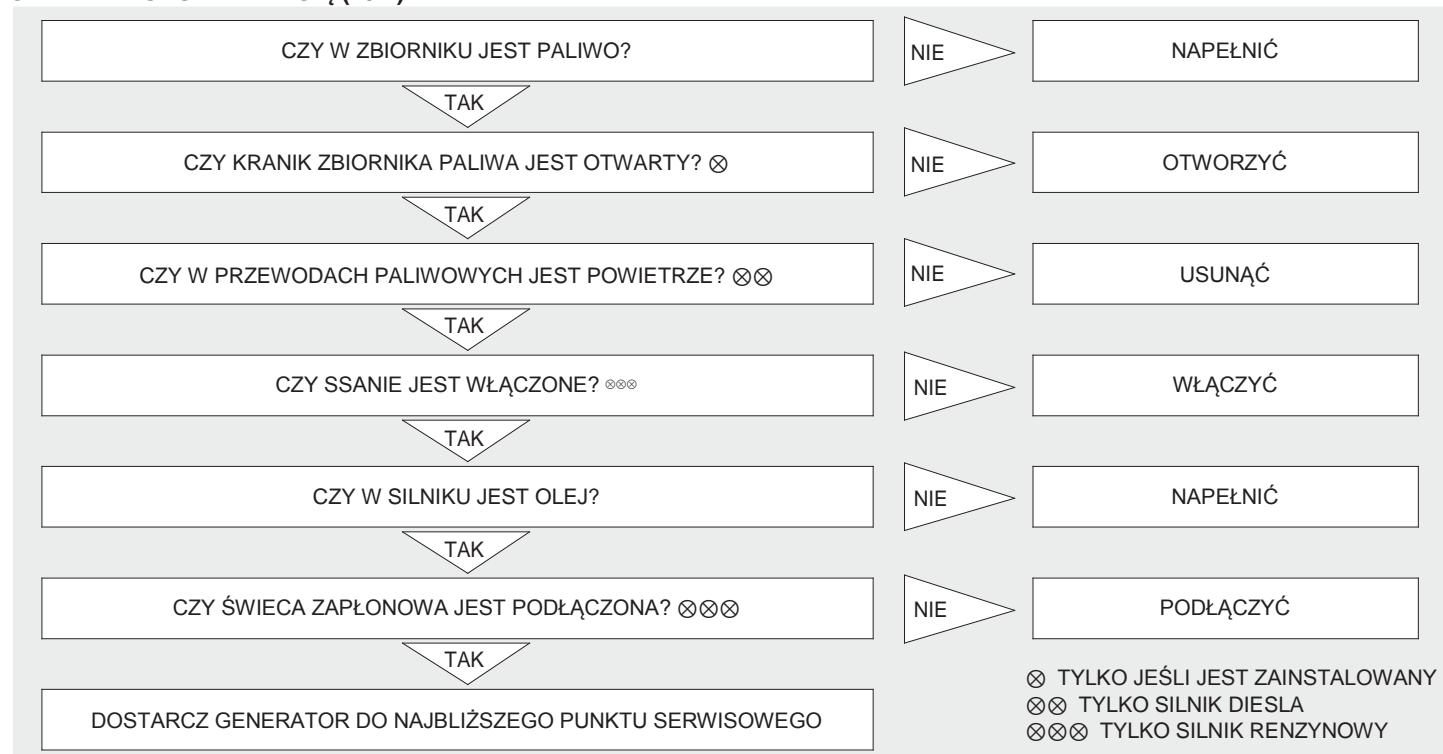 CZY W ZBIORNIKU JEST PALIWO?
NIE
NAPEŁNIĆ
TAK
CZY KRANIK ZBIORNIKA PALIWA JEST OTWARTY? ⊗
NIE
OTWORZYĆ
TAK
CZY W PRZEWODACH PALIWOWYCH JEST POWIETRZE? ⊗⊗
NIE
USUNĄĆ
TAK
CZY SSANIE JEST WŁĄCZONE? ⊗⊗⊗
NIE
WŁĄCZYĆ
TAK
CZY W SILNIKU JEST OLEJ?
NIE
NAPEŁNIĆ
TAK
CZY ŚWIECA ZAPŁONOWA JEST PODŁĄCZONA? ⊗⊗⊗
NIE
PODŁĄCZYĆ
TAK
DOSTARCZ GENERATOR DO NAJBLIŻSZEGO PUNKTU SERWISOWEGO
⊗ TYLKO JEŚLI JEST ZAINSTALOWANY
⊗⊗ TYLKO SILNIK DIESLA
⊗⊗⊗ TYLKO SILNIK RENZYNOWY